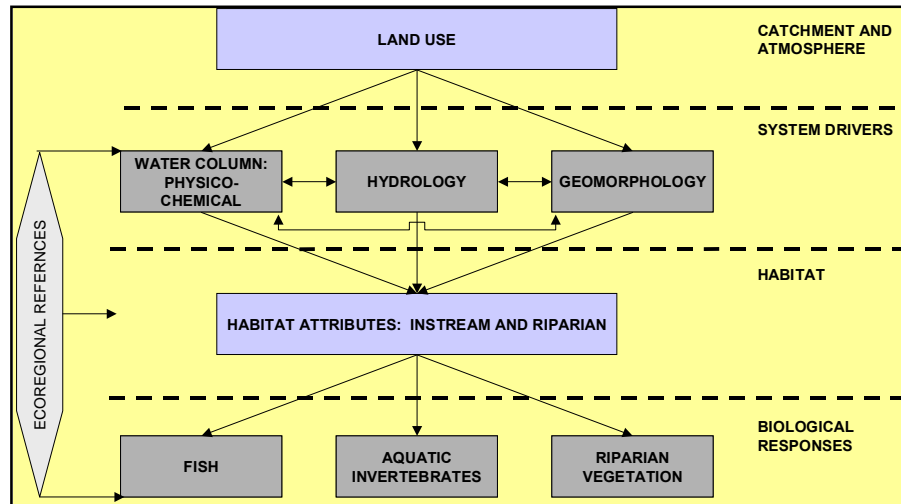 LAND USE
CATCHMENT AND
ATMOSPHERE
SYSTEM DRIVERS
WATER COLUMN:
PHYSICO-
CHEMICAL
HYDROLOGY
GEOMORPHOLOGY
ECOREGIONAL REFERNCES
HABITAT
HABITAT ATTRIBUTES: INSTREAM AND RIPARIAN
BIOLOGICAL
RESPONSES
FISH
AQUATIC
INVERTEBRATES
RIPARIAN
VEGETATION